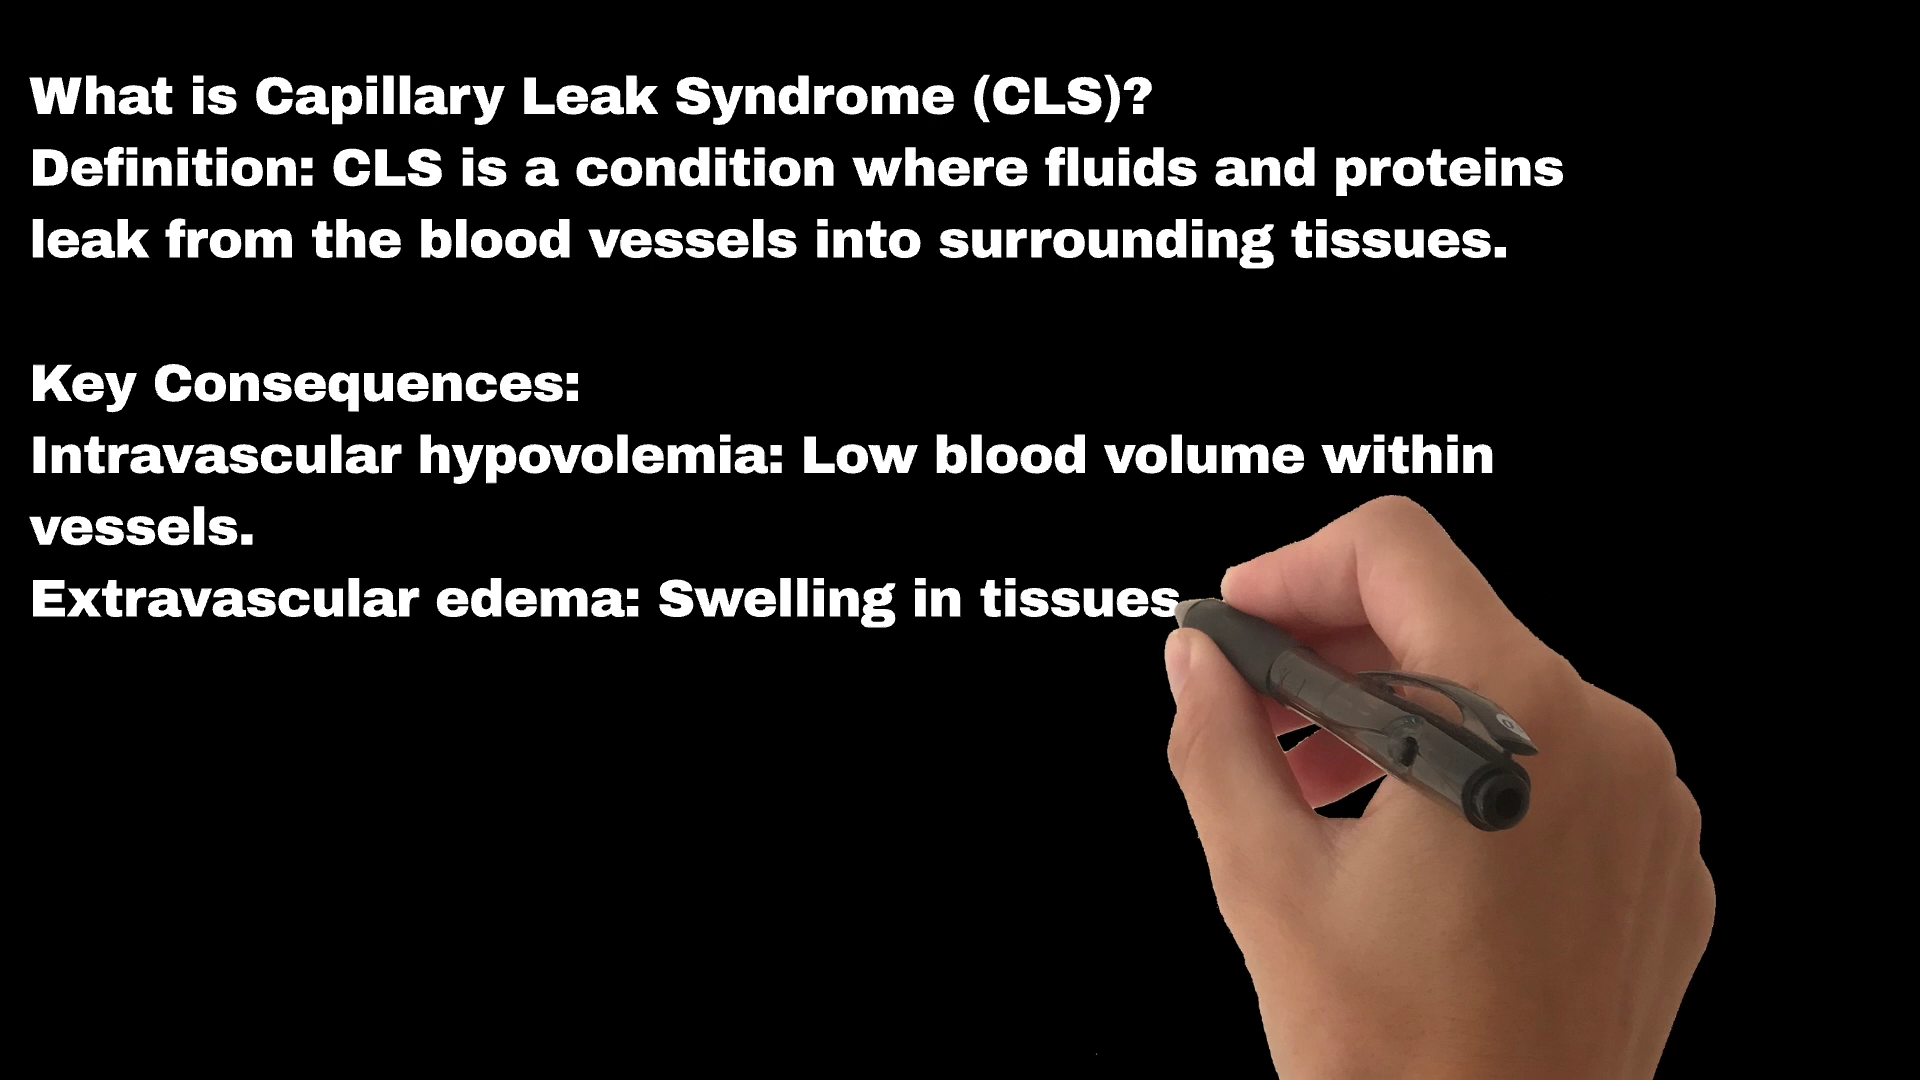 What is Capillary Leak Syndrome (CLS)?
Definition: CLS is a condition where fluids and proteins
leak from the blood vessels into surrounding tissues.
Key Consequences:
Intravascular hypovolemia: Low blood volume within
vessels.
Extravascular edema: Swelling in tissues